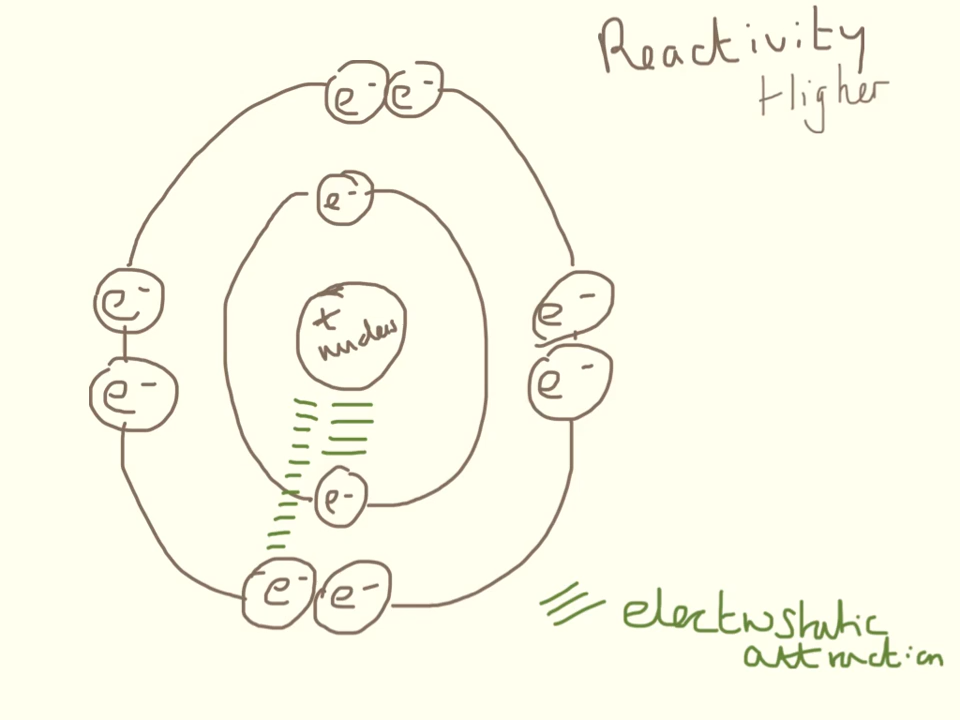 Reactivity
Higher
e⁻ e⁻
e⁻
e⁻
e⁻
+
nucleus
e⁻
e⁻
e⁻
e⁻ e⁻
electrostatic
attraction